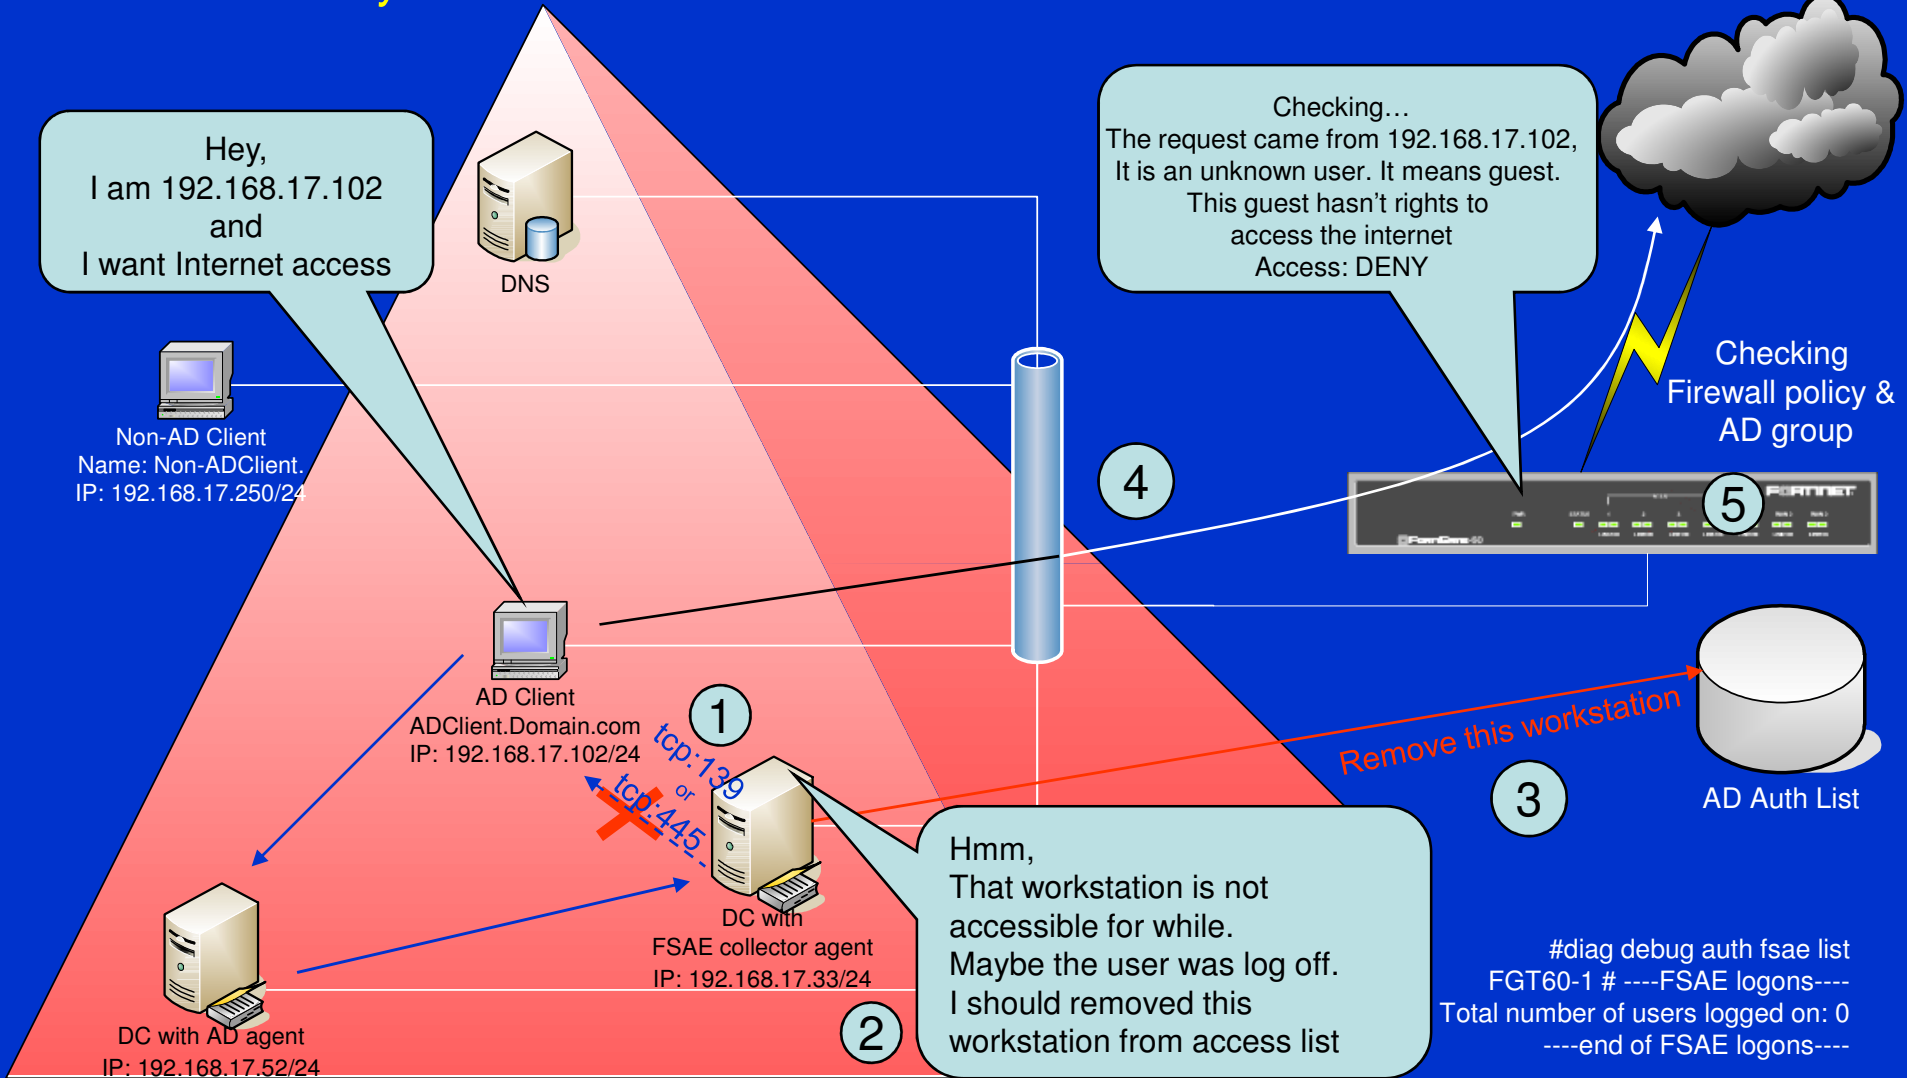 Hey,
I am 192.168.17.102
and
I want Internet access
Checking…
The request came from 192.168.17.102,
It is an unknown user. It means guest.
This guest hasn't rights to
access the internet
Access: DENY
DNS
Checking
Firewall policy &
AD group
Non-AD Client
Name: Non-ADClient.
IP: 192.168.17.250/24
4
5
FORTINET
FortiGate-60
AD Client
ADClient.Domain.com
IP: 192.168.17.102/24
1
tcp:139
or
tcp:445
Remove this workstation
3
AD Auth List
DC with
FSAE collector agent
IP: 192.168.17.33/24
Hmm,
That workstation is not
accessible for while.
Maybe the user was log off.
I should removed this
workstation from access list
2
DC with AD agent
IP: 192.168.17.52/24
#diag debug auth fsae list
FGT60-1 # ----FSAE logons----
Total number of users logged on: 0
----end of FSAE logons----